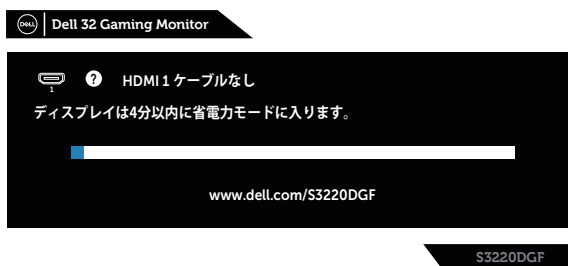 DELL Dell 32 Gaming Monitor
1 ? HDMI 1 ケーブルなし
ディスプレイは4分以内に省電力モードに入ります。
www.dell.com/S3220DGF
S3220DGF